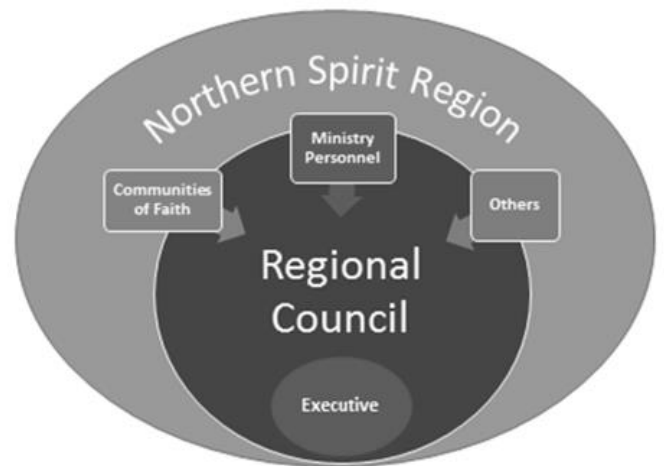 Northern Spirit Region
Ministry
Personnel
Communities
of Faith
Others
Regional
Council
Executive